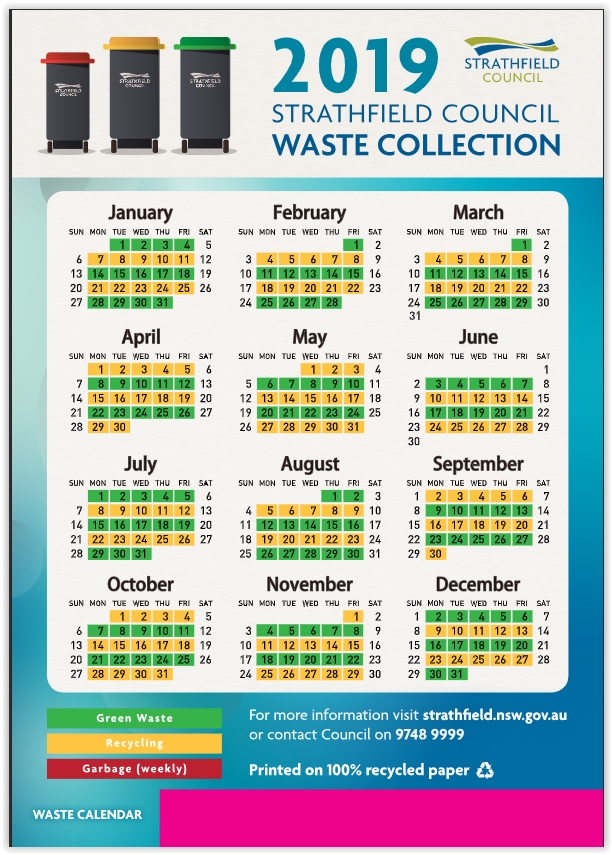 STRATHFIELD
COUNCIL
STRATHFIELD
COUNCIL
STRATHFIELD
COUNCIL
2019
STRATHFIELD
COUNCIL
STRATHFIELD COUNCIL
WASTE COLLECTION
January
SUN MON TUE WED THU FRI SAT
1 2 3 4 5
6 7 8 9 10 11 12
13 14 15 16 17 18 19
20 21 22 23 24 25 26
27 28 29 30 31
February
SUN MON TUE WED THU FRI SAT
1 2
3 4 5 6 7 8 9
10 11 12 13 14 15 16
17 18 19 20 21 22 23
24 25 26 27 28
March
SUN MON TUE WED THU FRI SAT
1 2
3 4 5 6 7 8 9
10 11 12 13 14 15 16
17 18 19 20 21 22 23
24 25 26 27 28 29 30
31
April
SUN MON TUE WED THU FRI SAT
1 2 3 4 5 6
7 8 9 10 11 12 13
14 15 16 17 18 19 20
21 22 23 24 25 26 27
28 29 30
May
SUN MON TUE WED THU FRI SAT
1 2 3 4
5 6 7 8 9 10 11
12 13 14 15 16 17 18
19 20 21 22 23 24 25
26 27 28 29 30 31
June
SUN MON TUE WED THU FRI SAT
1
2 3 4 5 6 7 8
9 10 11 12 13 14 15
16 17 18 19 20 21 22
23 24 25 26 27 28 29
30
July
SUN MON TUE WED THU FRI SAT
1 2 3 4 5 6
7 8 9 10 11 12 13
14 15 16 17 18 19 20
21 22 23 24 25 26 27
28 29 30 31
August
SUN MON TUE WED THU FRI SAT
1 2 3
4 5 6 7 8 9 10
11 12 13 14 15 16 17
18 19 20 21 22 23 24
25 26 27 28 29 30 31
September
SUN MON TUE WED THU FRI SAT
1 2 3 4 5 6 7
8 9 10 11 12 13 14
15 16 17 18 19 20 21
22 23 24 25 26 27 28
29 30
October
SUN MON TUE WED THU FRI SAT
1 2 3 4 5
6 7 8 9 10 11 12
13 14 15 16 17 18 19
20 21 22 23 24 25 26
27 28 29 30 31
November
SUN MON TUE WED THU FRI SAT
1 2
3 4 5 6 7 8 9
10 11 12 13 14 15 16
17 18 19 20 21 22 23
24 25 26 27 28 29 30
December
SUN MON TUE WED THU FRI SAT
1 2 3 4 5 6 7
8 9 10 11 12 13 14
15 16 17 18 19 20 21
22 23 24 25 26 27 28
29 30 31
Green Waste
Recycling
Garbage (weekly)
For more information visit strathfield.nsw.gov.au
or contact Council on 9748 9999
Printed on 100% recycled paper
WASTE CALENDAR